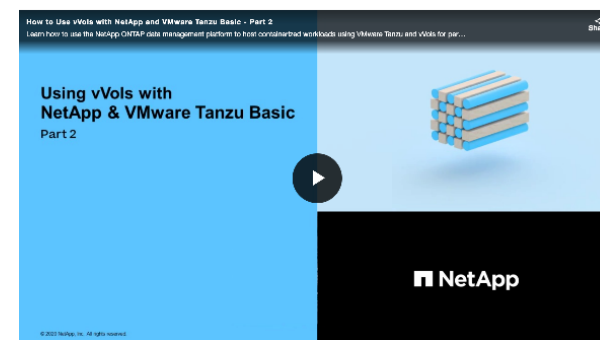 How to Use vVols with NetApp and VMware Tanzu Basic - Part 2
Learn how to use the NetApp ONTAP data management platform to host containerized workloads using VMware Tanzu and vVols for per...
Sha
Using vVols with
NetApp & VMware Tanzu Basic
Part 2
NetApp
© 2020 NetApp, Inc. All rights reserved.